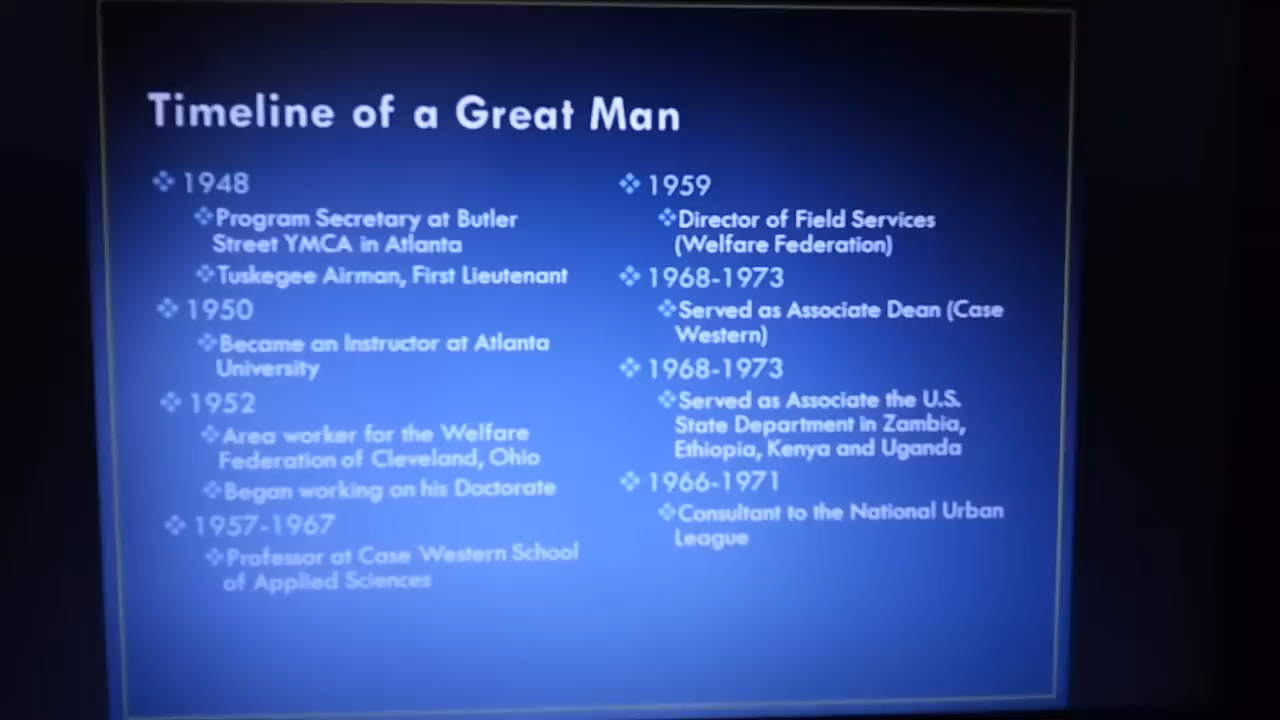 Timeline of a Great Man
1948
Program Secretary at Butler
Street YMCA in Atlanta
Tuskegee Airman, First Lieutenant
1950
Became an Instructor at Atlanta
University
1952
Area worker for the Welfare
Federation of Cleveland, Ohio
Began working on his Doctorate
1957-1967
Professor at Case Western School
of Applied Sciences
1959
Director of Field Services
(Welfare Federation)
1968-1973
Served as Associate Dean (Case
Western)
1968-1973
Served as Associate the U.S.
State Department in Zambia,
Ethiopia, Kenya and Uganda
1966-1971
Consultant to the National Urban
League